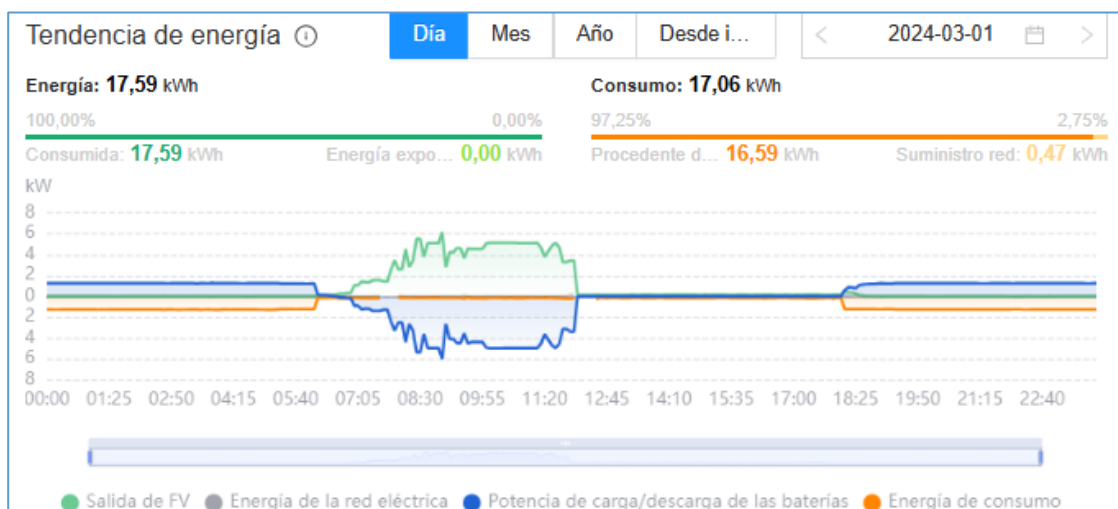 Tendencia de energía Día Mes Año Desde i... < 2024-03-01 >
Energía: 17,59 kWh Consumo: 17,06 kWh
100,00% 0,00% 97,25% 2,75%
Consumida: 17,59 kWh Energía expo... 0,00 kWh Procedente d... 16,59 kWh Suministro red: 0,47 kWh
kW
8
6
4
2
0
2
4
6
8
00:00 01:25 02:50 04:15 05:40 07:05 08:30 09:55 11:20 12:45 14:10 15:35 17:00 18:25 19:50 21:15 22:40
Salida de FV Energía de la red eléctrica Potencia de carga/descarga de las baterías Energía de consumo